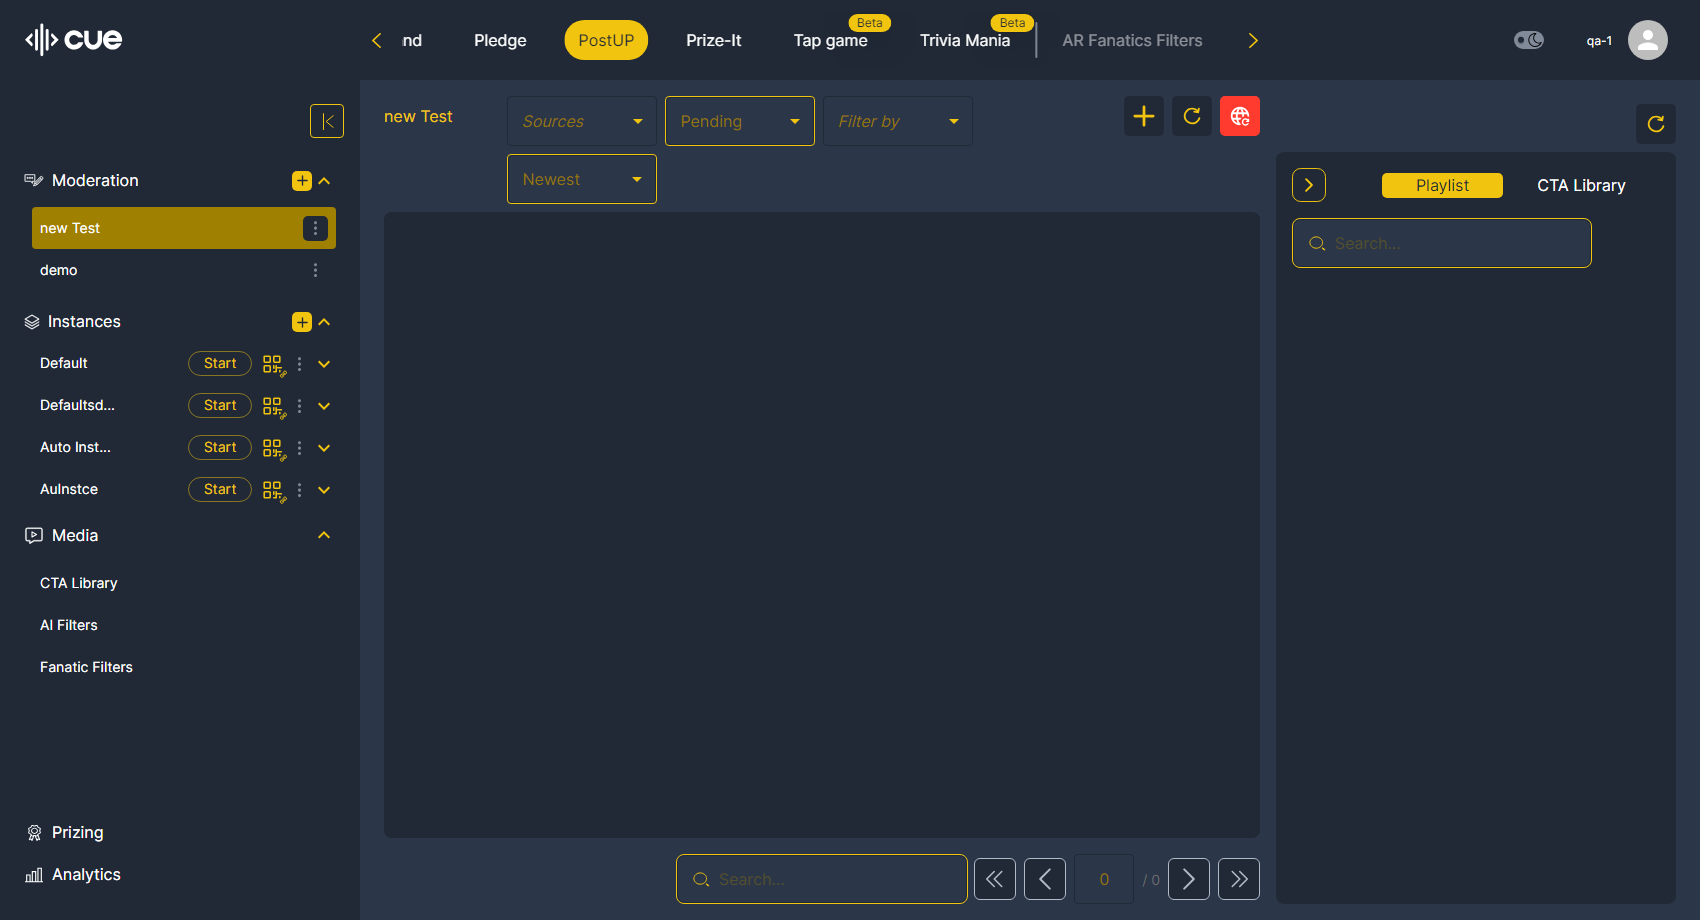 cue
nd
Pledge
PostUP
Prize-It
Tap game
Beta
Trivia Mania
Beta
AR Fanatics Filters
qa-1
Moderation
new Test
demo
Instances
Default
Start
Defaultsd...
Start
Auto Inst...
Start
AuInstce
Start
Media
CTA Library
AI Filters
Fanatic Filters
Prizing
Analytics
new Test
Sources
Pending
Filter by
Newest
Search...
0
/ 0
Playlist
CTA Library
Search...